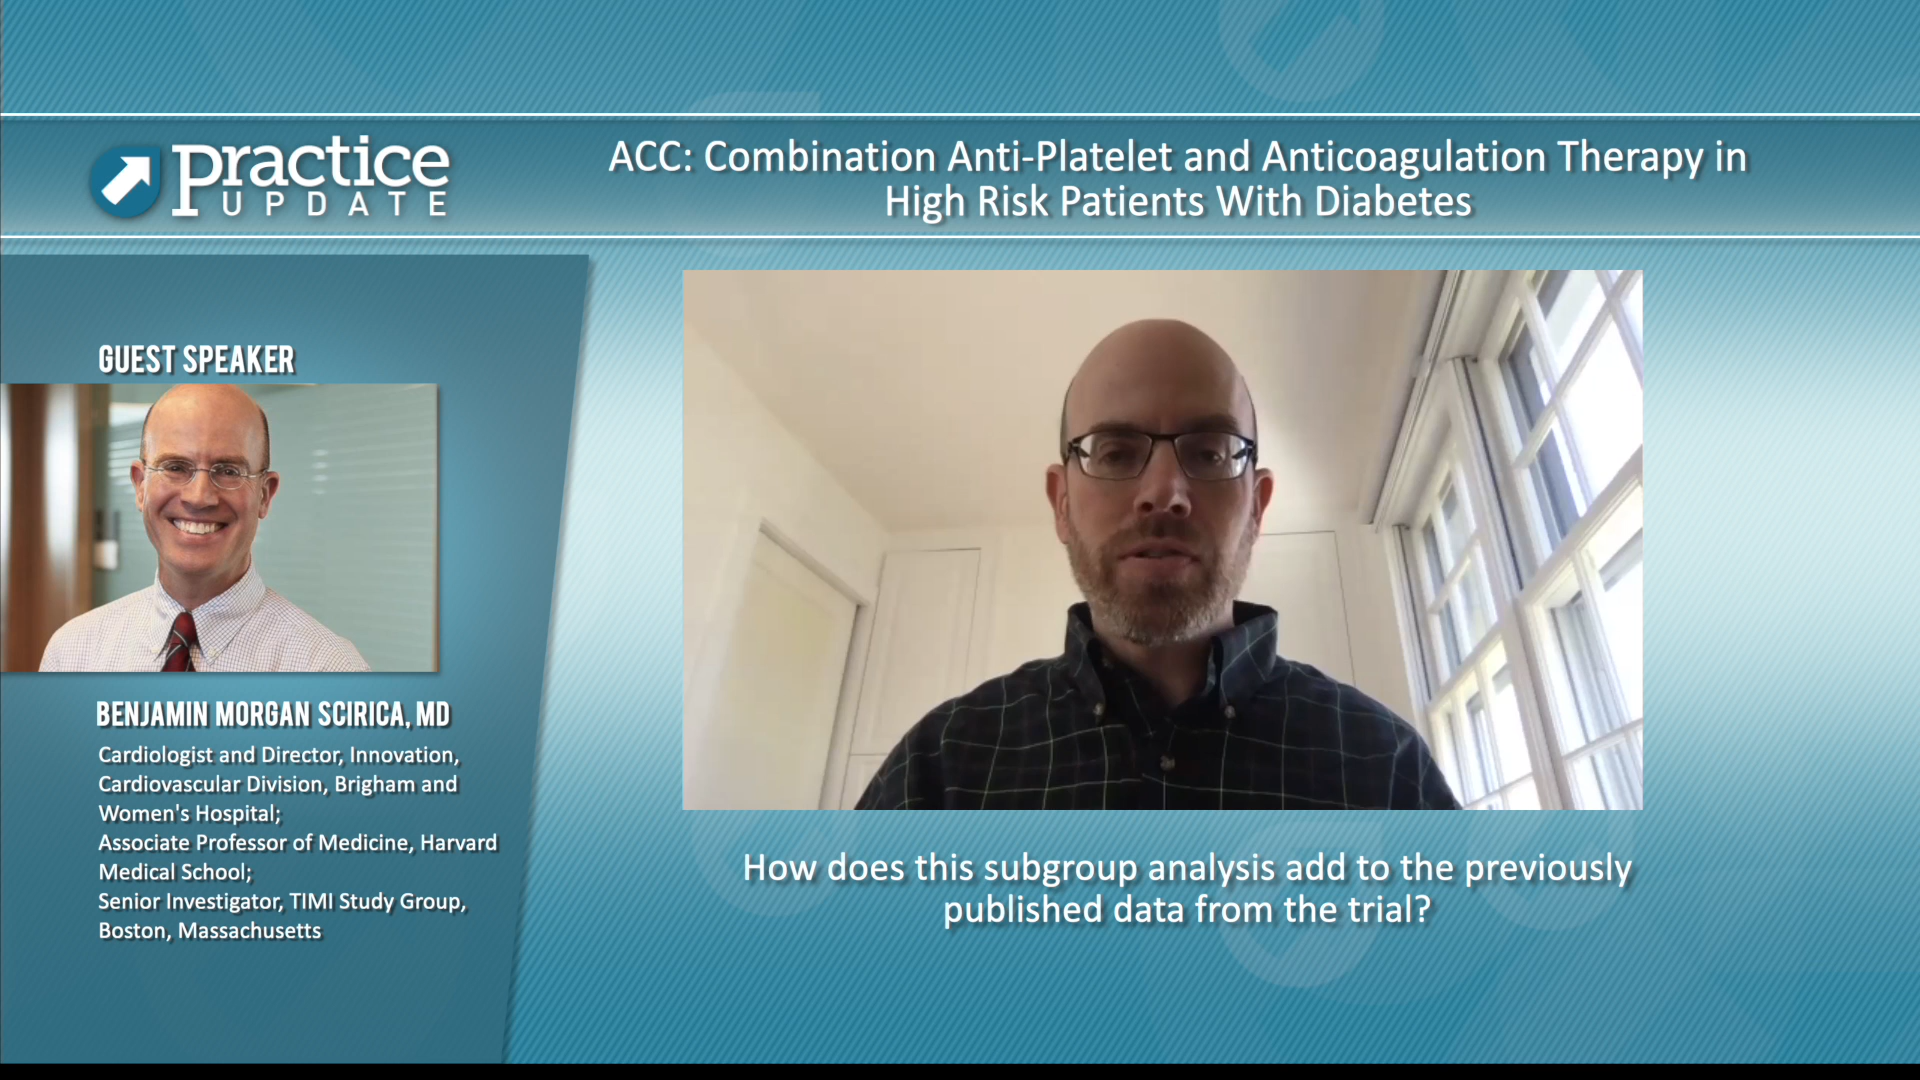 practice
UPDATE
ACC: Combination Anti-Platelet and Anticoagulation Therapy in
High Risk Patients With Diabetes
GUEST SPEAKER
BENJAMIN MORGAN SCIRICA, MD
Cardiologist and Director, Innovation,
Cardiovascular Division, Brigham and
Women's Hospital;
Associate Professor of Medicine, Harvard
Medical School;
Senior Investigator, TIMI Study Group,
Boston, Massachusetts
How does this subgroup analysis add to the previously
published data from the trial?